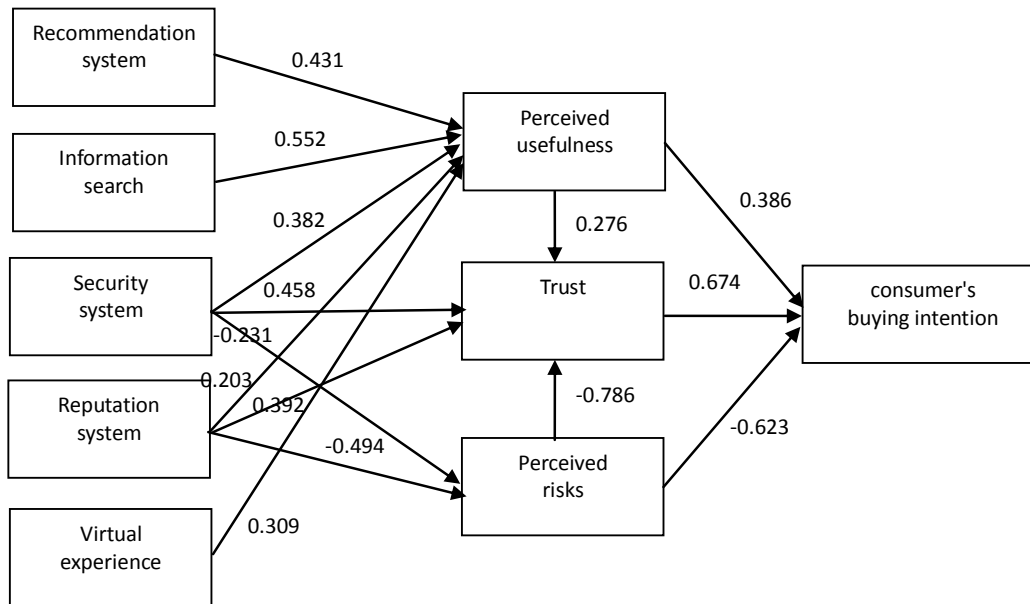 Recommendation
system
0.431
Information
search
0.552
Perceived
usefulness
0.386
Security
system
0.382
0.276
0.458
-0.231
Trust
0.674
consumer's
buying intention
Reputation
system
0.203
0.392
-0.494
-0.786
-0.623
Perceived
risks
Virtual
experience
0.309